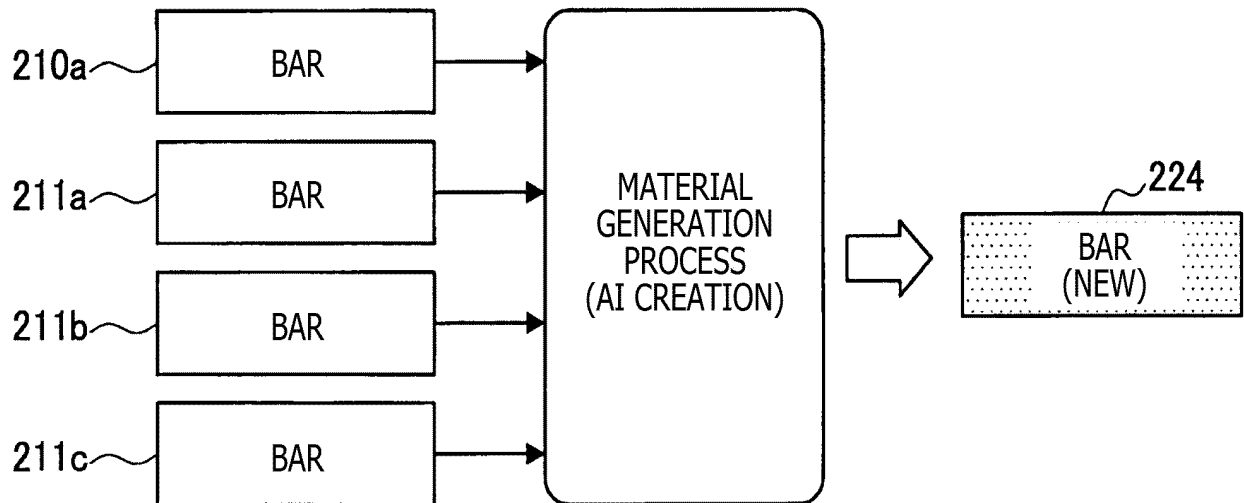 210a
BAR
211a
BAR
211b
BAR
211c
BAR
MATERIAL
GENERATION
PROCESS
(AI CREATION)
224
BAR
(NEW)